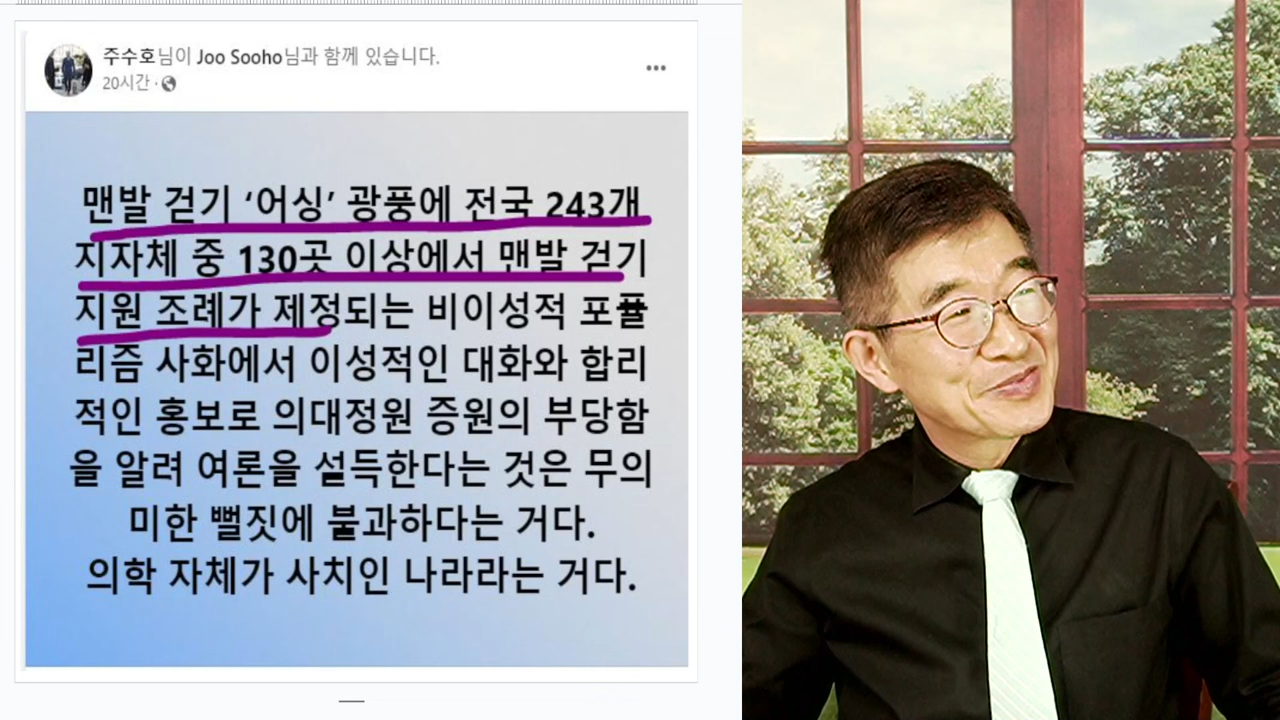 주수호님이 Joo Sooho님과 함께 있습니다.
20시간 ·
맨발 걷기 ‘어싱’ 광풍에 전국 243개
지자체 중 130곳 이상에서 맨발 걷기
지원 조례가 제정되는 비이성적 포퓰
리즘 사화에서 이성적인 대화와 합리
적인 홍보로 의대정원 증원의 부당함
을 알려 여론을 설득한다는 것은 무의
미한 뻘짓에 불과하다는 거다.
의학 자체가 사치인 나라라는 거다.